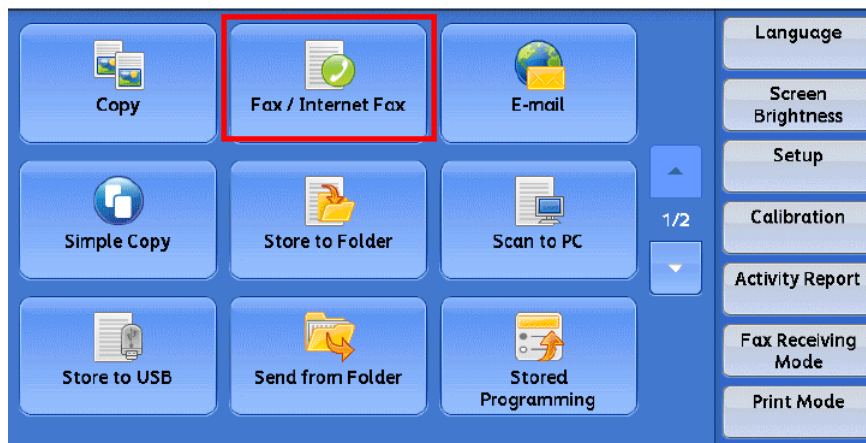 Copy
Fax / Internet Fax
E-mail
Simple Copy
Store to Folder
Scan to PC
Store to USB
Send from Folder
Stored
Programming
1/2
Language
Screen
Brightness
Setup
Calibration
Activity Report
Fax Receiving
Mode
Print Mode